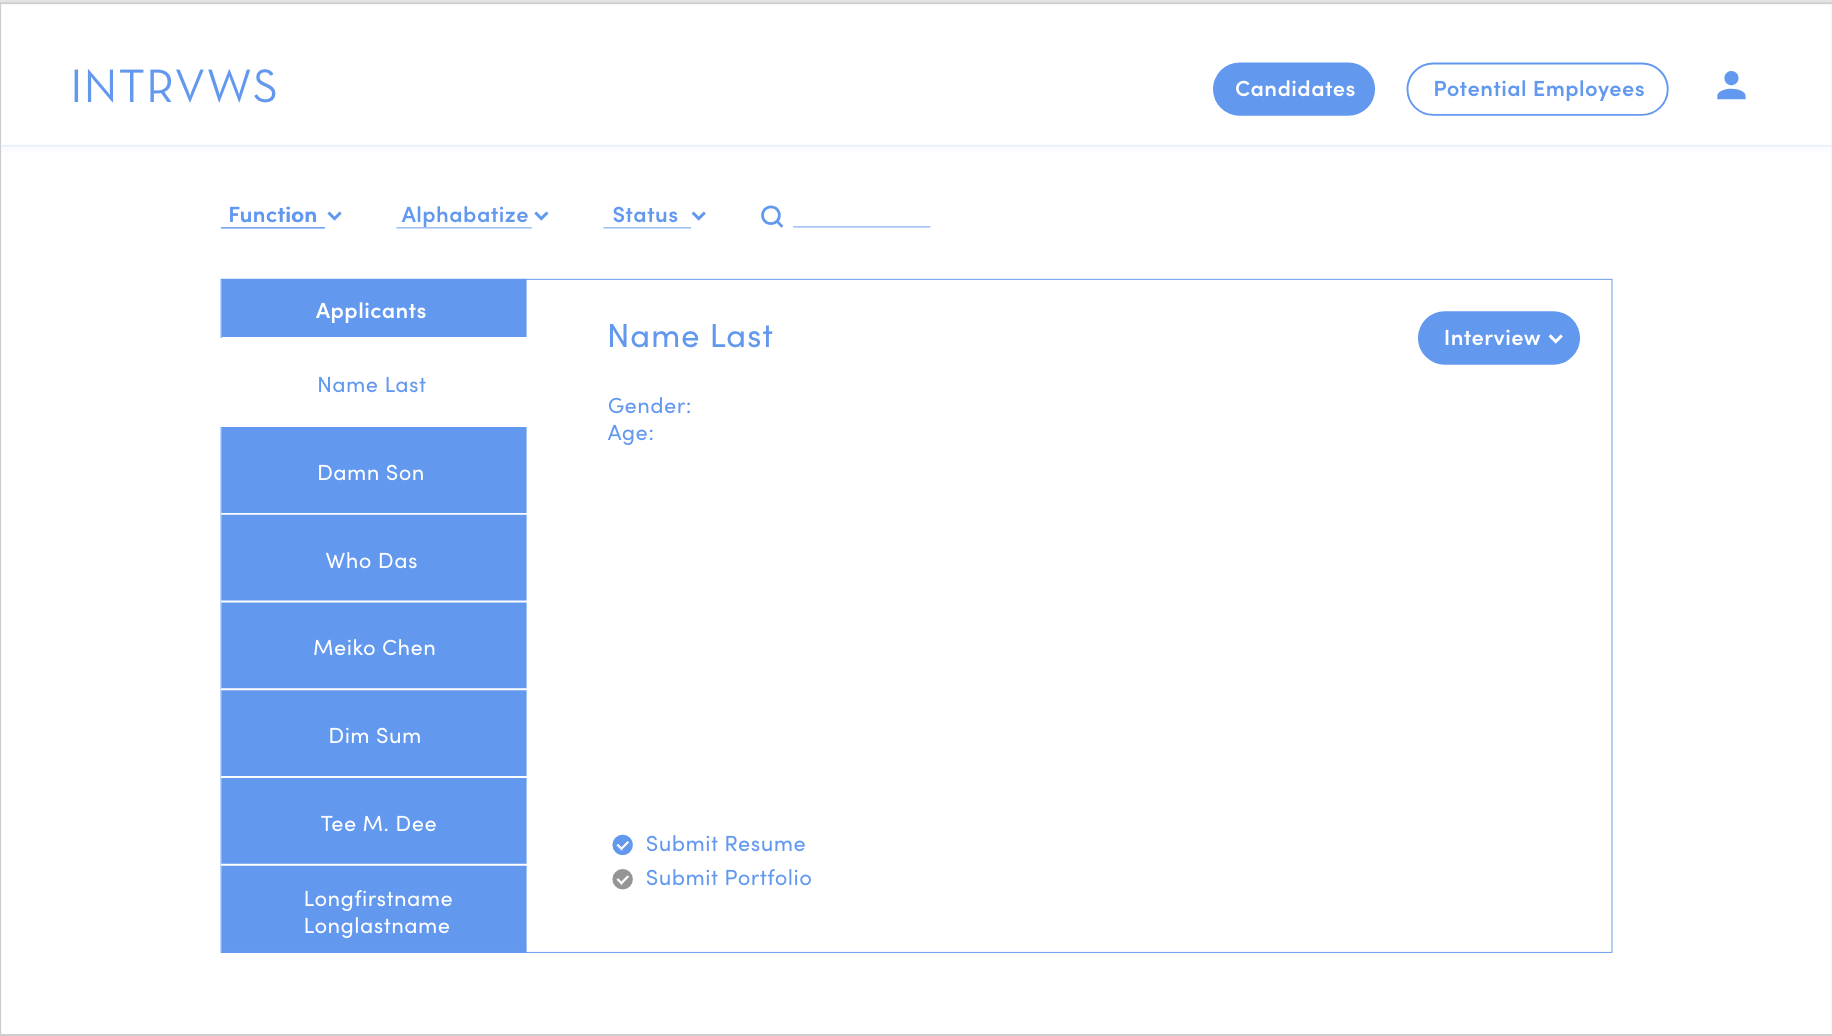 INTRVWS
Candidates
Potential Employees
Function
Alphabatize
Status
Applicants
Name Last
Damn Son
Who Das
Meiko Chen
Dim Sum
Tee M. Dee
Longfirstname
Longlastname
Name Last
Interview
Gender:
Age:
Submit Resume
Submit Portfolio